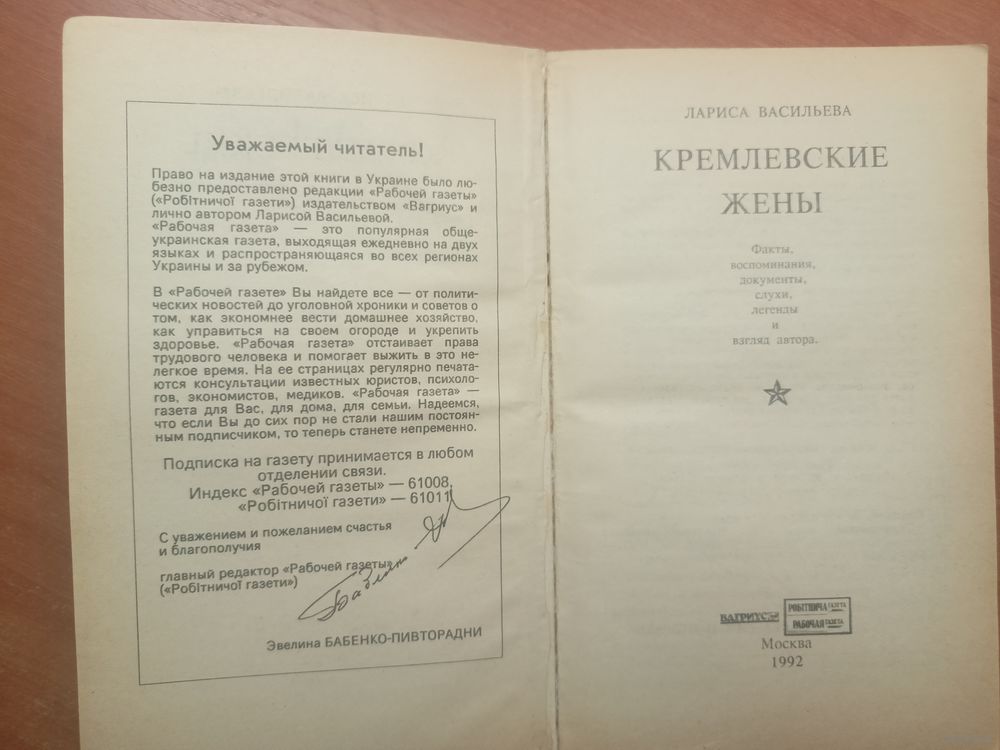 Уважаемый читатель!
Право на издание этой книги в Украине было лю-
безно предоставлено редакции «Рабочей газеты»
(«Робітничої газети») издательством «Вагриус» и
лично автором Ларисой Васильевой.
«Рабочая газета» — это популярная обще-
украинская газета, выходящая ежедневно на двух
языках и распространяющаяся во всех регионах
Украины и за рубежом.
В «Рабочей газете» Вы найдете все — от полити-
ческих новостей до уголовной хроники и советов о
том, как экономнее вести домашнее хозяйство,
как управиться на своем огороде и укрепить
здоровье. «Рабочая газета» отстаивает права
трудового человека и помогает выжить в это не-
легкое время. На ее страницах регулярно печата-
ются консультации известных юристов, психоло-
гов, экономистов, медиков. «Рабочая газета» —
газета для Вас, для дома, для семьи. Надеемся,
что если Вы до сих пор не стали нашим постоян-
ным подписчиком, то теперь станете непременно.
Подписка на газету принимается в любом
отделении связи.
Индекс «Рабочей газеты» — 61008,
«Робітничої газети» — 61011
С уважением и пожеланием счастья
и благополучия
главный редактор «Рабочей газеты»
(«Робітничої газети»)
Эвелина БАБЕНКО-ПИВТОРАДНИ
ЛАРИСА ВАСИЛЬЕВА
КРЕМЛЕВСКИЕ
ЖЕНЫ
Факты,
воспоминания,
документы,
слухи,
легенды
и
взгляд автора.
ВАГРИУС
РОБІТНИЧА ГАЗЕТА
РАБОЧАЯ ГАЗЕТА
Москва
1992